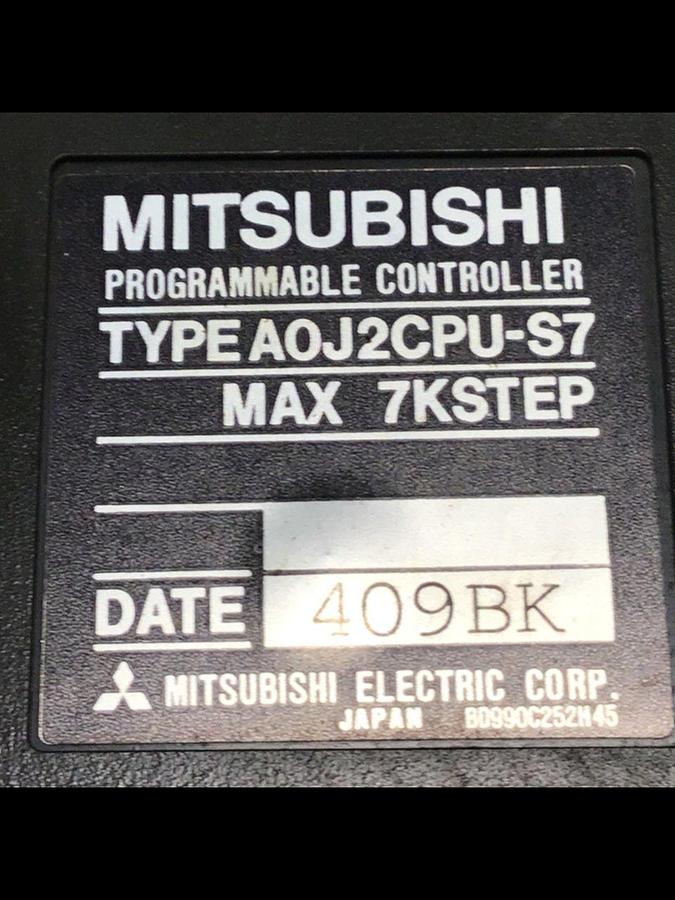 MITSUBISHI
PROGRAMMABLE CONTROLLER
TYPE A0J2CPU-S7
MAX 7KSTEP
DATE 409BK
MITSUBISHI ELECTRIC CORP.
JAPAN BD990C252H45